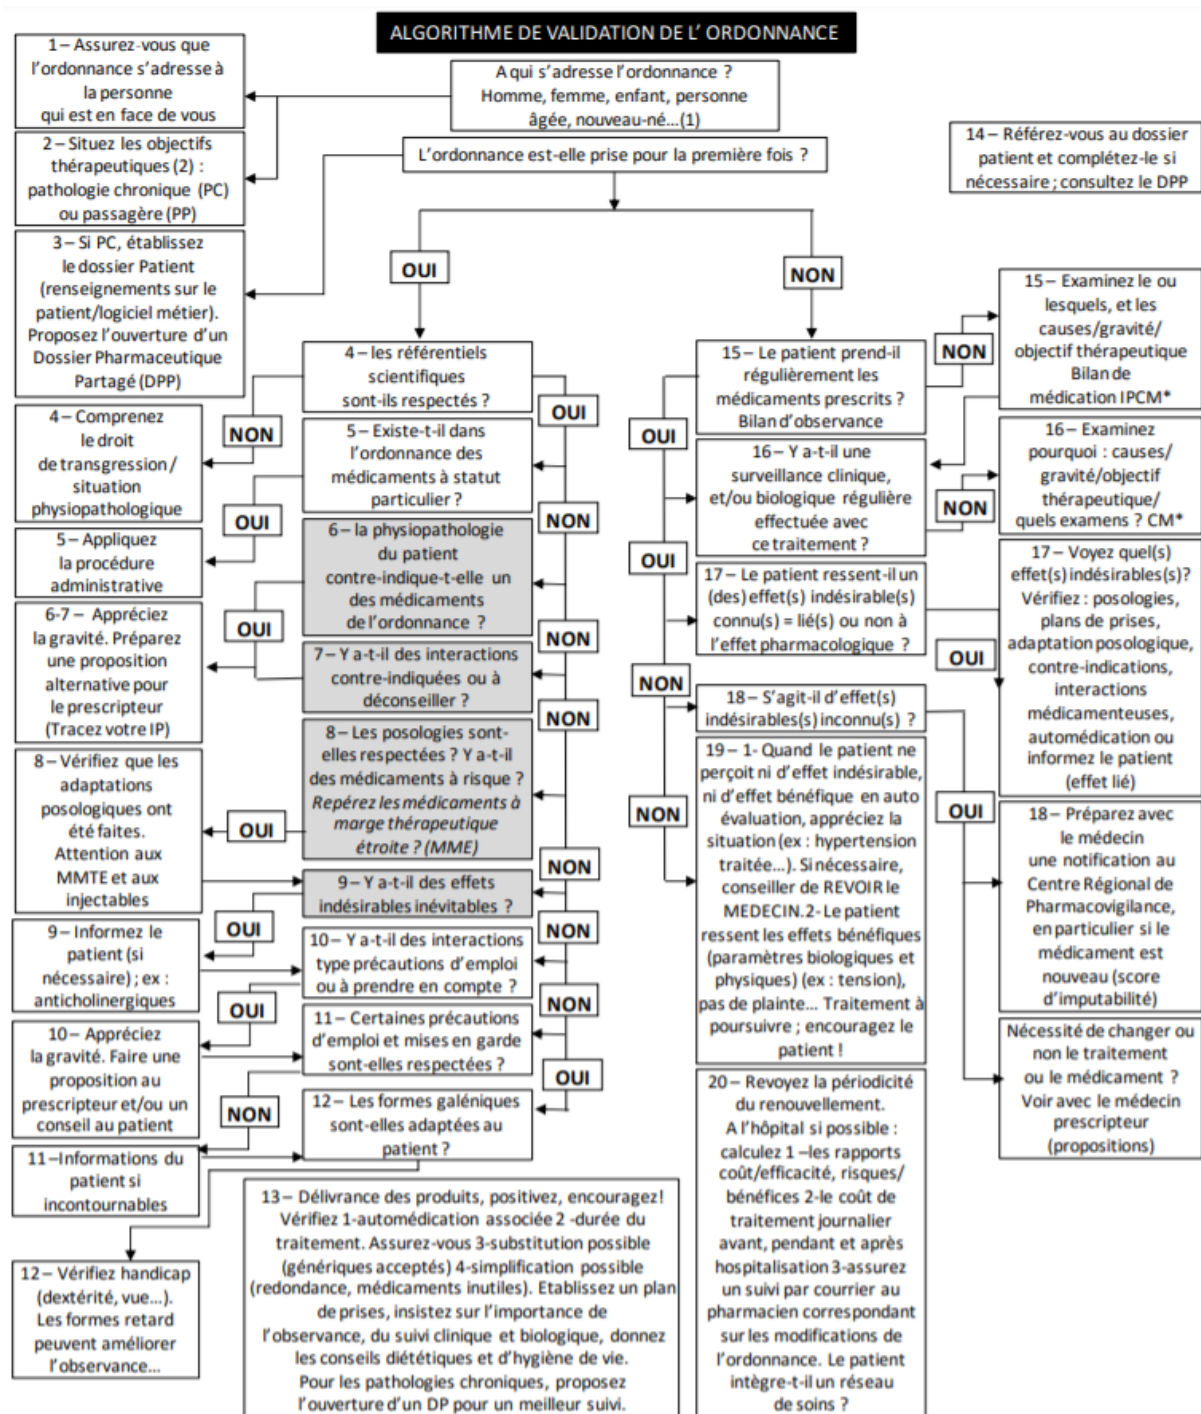 ALGORITHME DE VALIDATION DE L’ ORDONNANCE
A qui s’adresse l’ordonnance ?
Homme, femme, enfant, personne
âgée, nouveau-né...(1)
1 – Assurez-vous que
l’ordonnance s’adresse à
la personne
qui est en face de vous
2 – Situez les objectifs
thérapeutiques (2) :
pathologie chronique (PC)
ou passagère (PP)
L’ordonnance est-elle prise pour la première fois ?
14 – Référez-vous au dossier
patient et complétez-le si
nécessaire ; consultez le DPP
3 – Si PC, établissez
le dossier Patient
(renseignements sur le
patient/logiciel métier).
Proposez l’ouverture d’un
Dossier Pharmaceutique
Partagé (DPP)
OUI
NON
4 – les référentiels
scientifiques
sont-ils respectés ?
NON
OUI
4 – Comprenez
le droit
de transgression /
situation
physiopathologique
5 – Existe-t-il dans
l’ordonnance des
médicaments à statut
particulier ?
OUI
NON
5 – Appliquez
la procédure
administrative
6 – la physiopathologie
du patient
contre-indique-t-elle un
des médicaments
de l’ordonnance ?
OUI
NON
6-7 – Appréciez
la gravité. Préparez
une proposition
alternative pour
le prescripteur
(Tracez votre IP)
7 – Y a-t-il des interactions
contre-indiquées ou à
déconseiller ?
NON
8 – Les posologies sont-
elles respectées ? Y a-t-il
des médicaments à risque ?
Repérez les médicaments à
marge thérapeutique
étroite ? (MME)
OUI
NON
8 – Vérifiez que les
adaptations
posologiques ont
été faites.
Attention aux
MMTE et aux
injectables
9 – Y a-t-il des effets
indésirables inévitables ?
OUI
NON
9 – Informez le
patient (si
nécessaire) ; ex :
anticholinergiques
10 – Y a-t-il des interactions
type précautions d’emploi
ou à prendre en compte ?
OUI
NON
10 – Appréciez
la gravité. Faire une
proposition au
prescripteur et/ou un
conseil au patient
11 – Certaines précautions
d’emploi et mises en garde
sont-elles respectées ?
NON
OUI
11 –Informations du
patient si
incontournables
12 – Les formes galéniques
sont-elles adaptées au
patient ?
12 – Vérifiez handicap
(dextérité, vue...).
Les formes retard
peuvent améliorer
l’observance...
13 – Délivrance des produits, positivez, encouragez!
Vérifiez 1-automédication associée 2 -durée du
traitement. Assurez-vous 3-substitution possible
(génériques acceptés) 4-simplification possible
(redondance, médicaments inutiles). Etablissez un plan
de prises, insistez sur l’importance de
l’observance, du suivi clinique et biologique, donnez
les conseils diététiques et d’hygiène de vie.
Pour les pathologies chroniques, proposez
l’ouverture d’un DP pour un meilleur suivi.
15 – Le patient prend-il
régulièrement les
médicaments prescrits ?
Bilan d’observance
NON
OUI
15 – Examinez le ou
lesquels, et les
causes/gravité/
objectif thérapeutique
Bilan de
médication IPCM*
16 – Y a-t-il une
surveillance clinique,
et/ou biologique régulière
effectuée avec
ce traitement ?
NON
OUI
16 – Examinez
pourquoi : causes/
gravité/objectif
thérapeutique/
quels examens ? CM*
17 – Le patient ressent-il un
(des) effet(s) indésirable(s)
connu(s) = lié(s) ou non à
l’effet pharmacologique ?
OUI
NON
17 – Voyez quel(s)
effet(s) indésirables(s)?
Vérifiez : posologies,
plans de prises,
adaptation posologique,
contre-indications,
interactions
médicamenteuses,
automédication ou
informez le patient
(effet lié)
18 – S’agit-il d’effet(s)
indésirables(s) inconnu(s) ?
OUI
NON
18 – Préparez avec
le médecin
une notification au
Centre Régional de
Pharmacovigilance,
en particulier si le
médicament est
nouveau (score
d’imputabilité)
Nécessité de changer ou
non le traitement
ou le médicament ?
Voir avec le médecin
prescripteur
(propositions)
19 – 1- Quand le patient ne
perçoit ni d’effet indésirable,
ni d’effet bénéfique en auto
évaluation, appréciez la
situation (ex : hypertension
traitée...). Si nécessaire,
conseiller de REVOIR le
MEDECIN.2- Le patient
ressent les effets bénéfiques
(paramètres biologiques et
physiques) (ex : tension),
pas de plainte... Traitement à
poursuivre ; encouragez le
patient !
20 – Revoyez la périodicité
du renouvellement.
A l’hôpital si possible :
calculez 1 –les rapports
coût/efficacité, risques/
bénéfices 2-le coût de
traitement journalier
avant, pendant et après
hospitalisation 3-assurez
un suivi par courrier au
pharmacien correspondant
sur les modifications de
l’ordonnance. Le patient
intègre-t-il un réseau
de soins ?